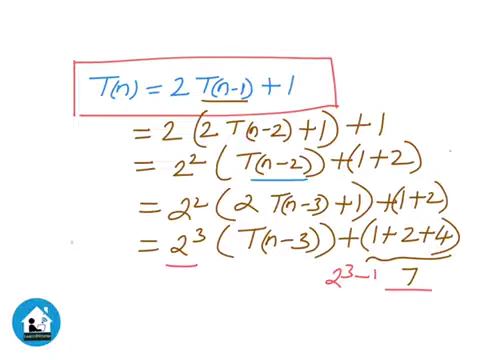 T(n) = 2 T(n-1) + 1
= 2 (2 T(n-2) + 1) + 1
= 2² (T(n-2)) + (1+2)
= 2² (2 T(n-3) + 1) + (1+2)
= 2³ (T(n-3)) + (1+2+4)
2³-1 7